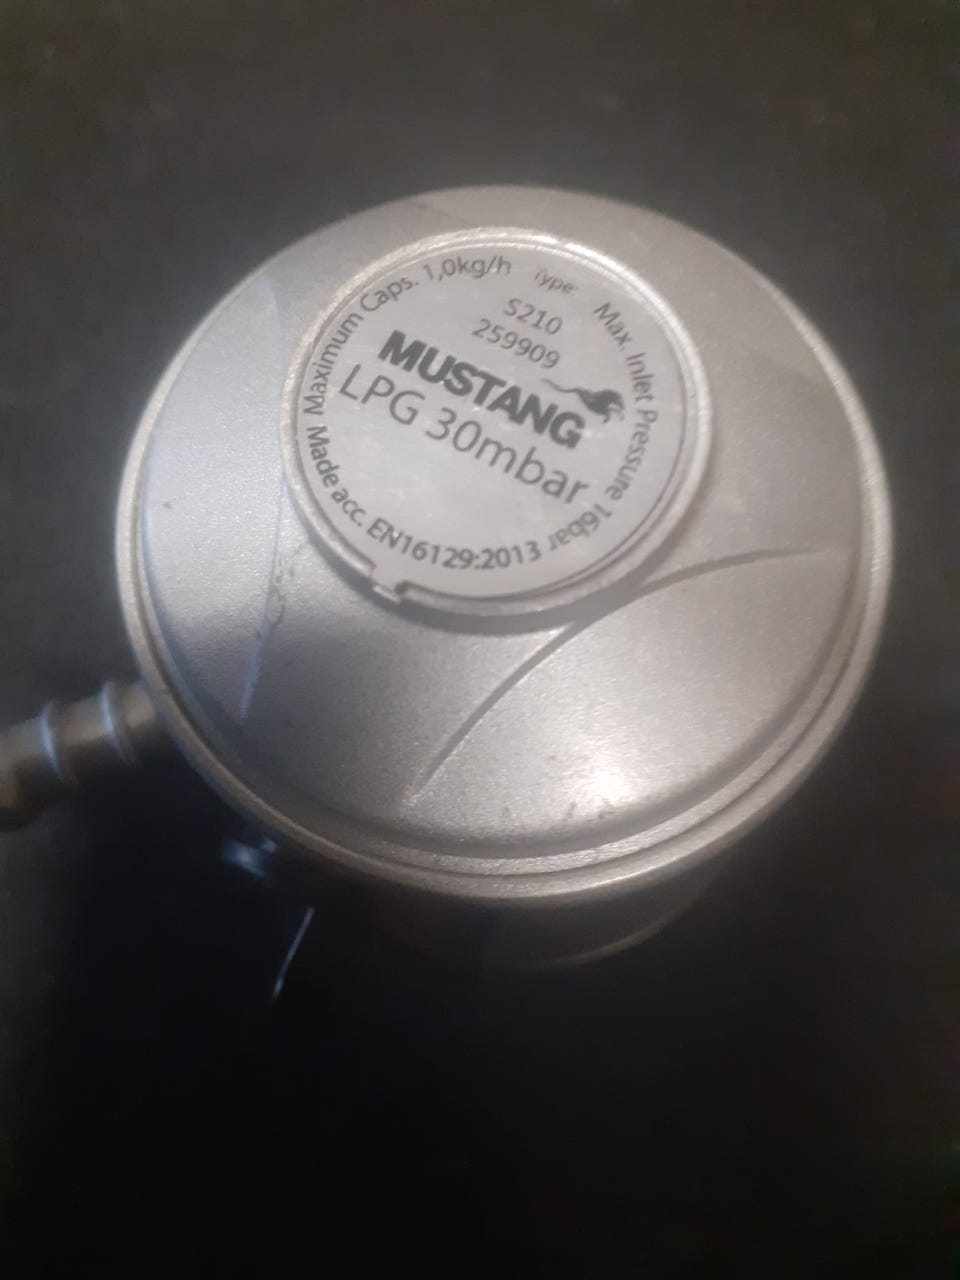 Maximum Caps. 1,0kg/h
Type:
Max. Inlet Pressure 16bar
S210
259909
MUSTANG
LPG 30mbar
Made acc. EN16129:2013